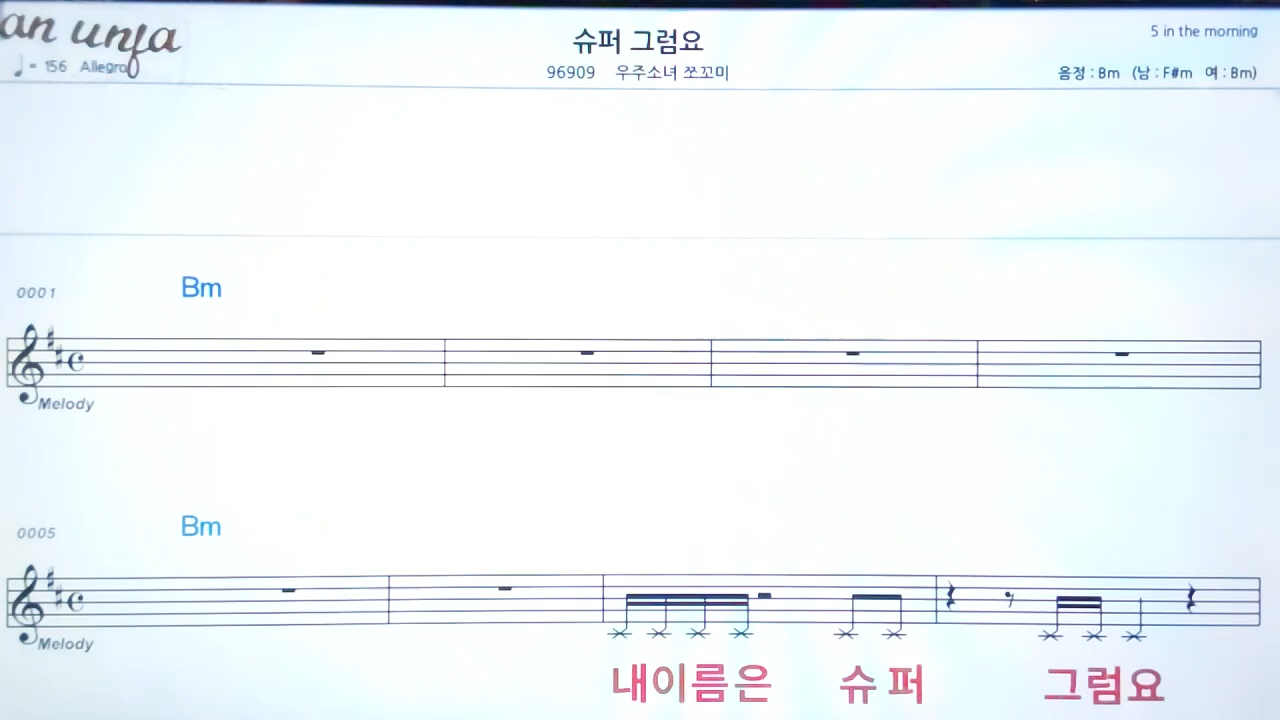 an unja
슈퍼 그럼요
5 in the morning
♩= 156 Allegro
96909 우주소녀 쪼꼬미
음정 : Bm (남 : F#m 여 : Bm)
0001 Bm
Melody
0005 Bm
Melody
내이름은 슈퍼 그럼요